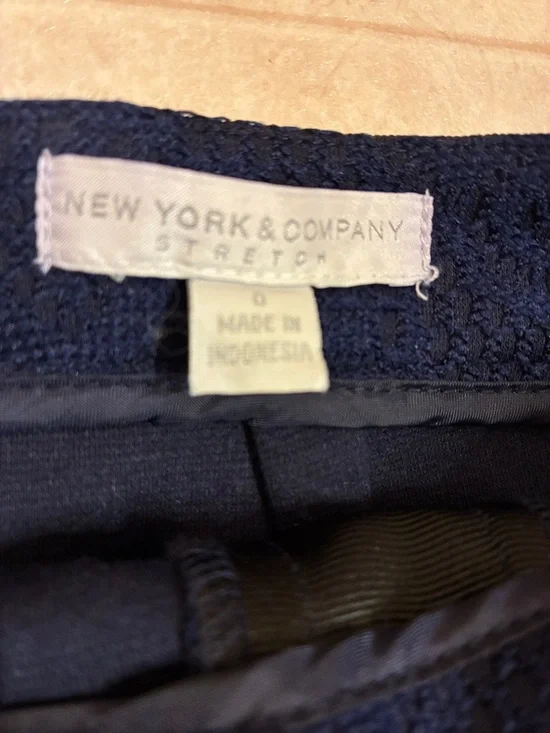 NEW YORK & COMPANY
STRETCH
0
MADE IN
INDONESIA